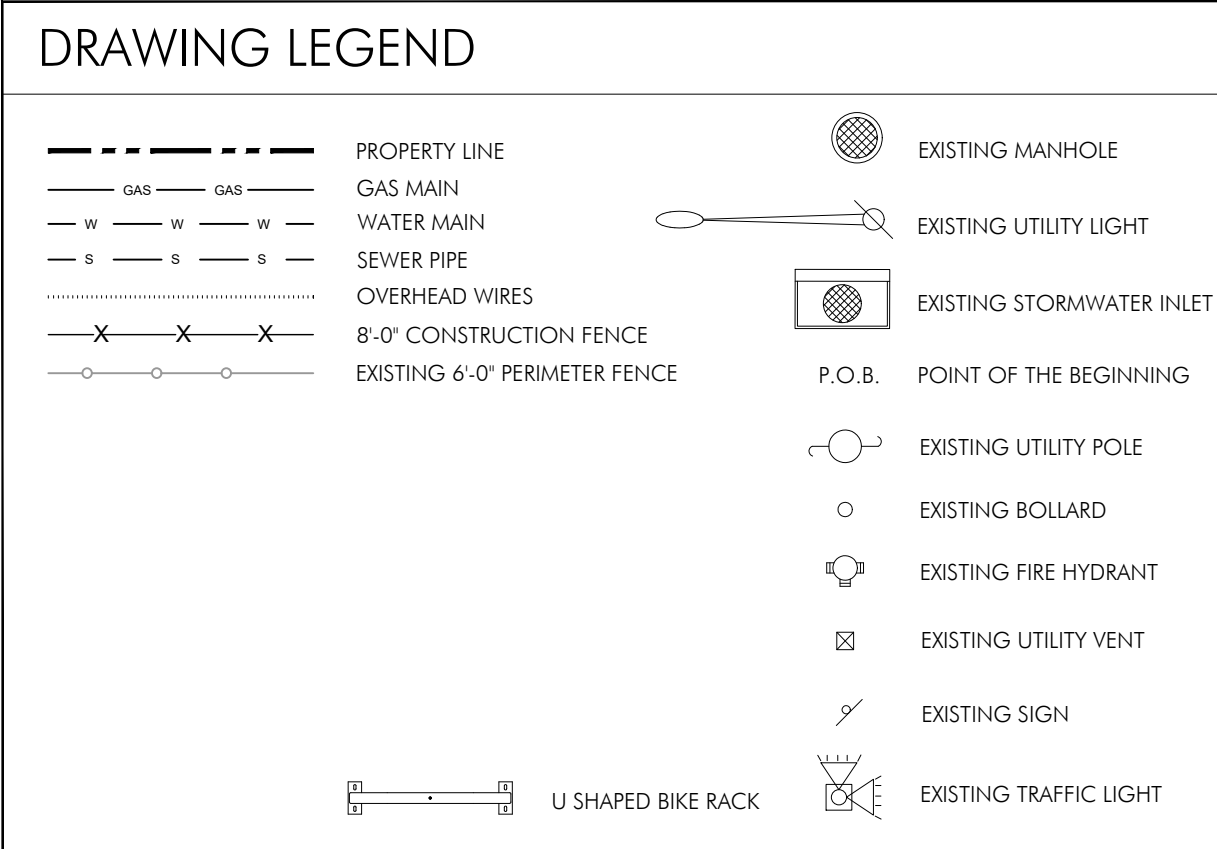 DRAWING LEGEND
PROPERTY LINE
GAS GAS GAS MAIN
W W W WATER MAIN
S S S SEWER PIPE
OVERHEAD WIRES
X X X 8'-0" CONSTRUCTION FENCE
EXISTING 6'-0" PERIMETER FENCE
U SHAPED BIKE RACK
EXISTING MANHOLE
EXISTING UTILITY LIGHT
EXISTING STORMWATER INLET
P.O.B. POINT OF THE BEGINNING
EXISTING UTILITY POLE
EXISTING BOLLARD
EXISTING FIRE HYDRANT
EXISTING UTILITY VENT
EXISTING SIGN
EXISTING TRAFFIC LIGHT